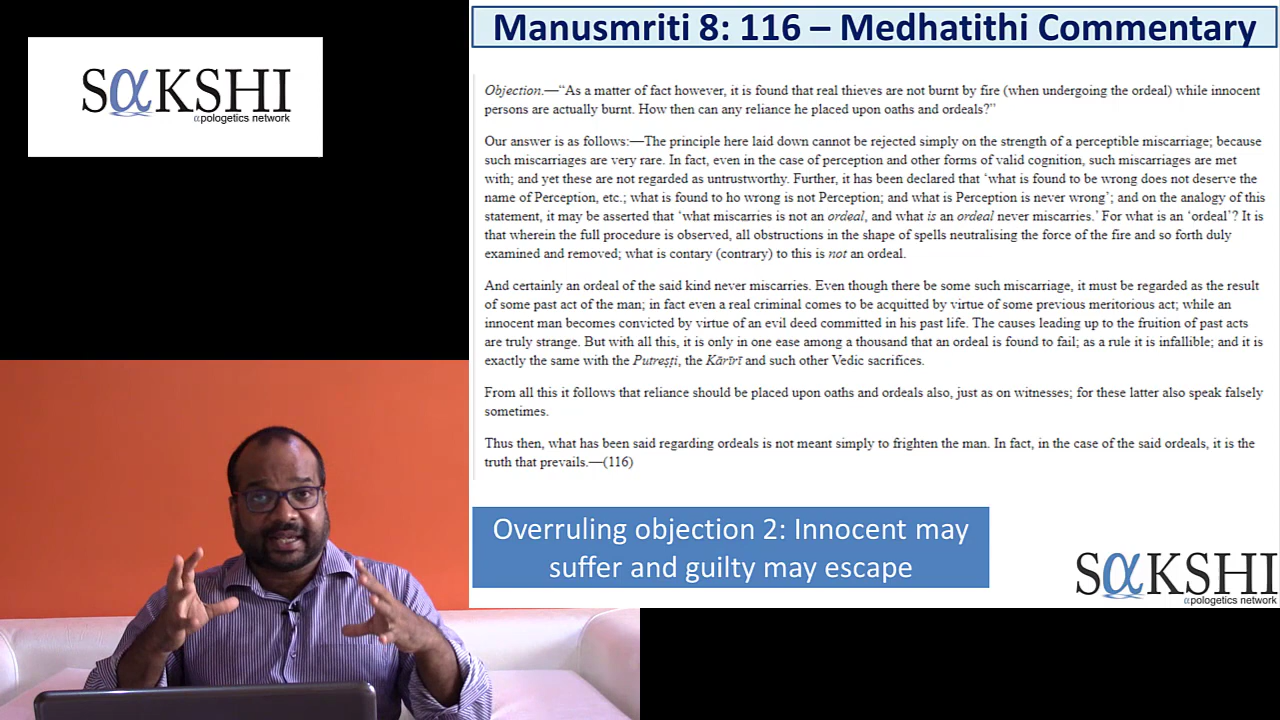 SαKSHI
αpologetics network
Manusmriti 8: 116 – Medhatithi Commentary
Objection.—“As a matter of fact however, it is found that real thieves are not burnt by fire (when undergoing the ordeal) while innocent
persons are actually burnt. How then can any reliance he placed upon oaths and ordeals?”
Our answer is as follows:—The principle here laid down cannot be rejected simply on the strength of a perceptible miscarriage; because
such miscarriages are very rare. In fact, even in the case of perception and other forms of valid cognition, such miscarriages are met
with; and yet these are not regarded as untrustworthy. Further, it has been declared that ‘what is found to be wrong does not deserve the
name of Perception, etc.; what is found to ho wrong is not Perception; and what is Perception is never wrong’; and on the analogy of this
statement, it may be asserted that ‘what miscarries is not an ordeal, and what is an ordeal never miscarries.’ For what is an ‘ordeal’? It is
that wherein the full procedure is observed, all obstructions in the shape of spells neutralising the force of the fire and so forth duly
examined and removed; what is contary (contrary) to this is not an ordeal.
And certainly an ordeal of the said kind never miscarries. Even though there be some such miscarriage, it must be regarded as the result
of some past act of the man; in fact even a real criminal comes to be acquitted by virtue of some previous meritorious act; while an
innocent man becomes convicted by virtue of an evil deed committed in his past life. The causes leading up to the fruition of past acts
are truly strange. But with all this, it is only in one ease among a thousand that an ordeal is found to fail; as a rule it is infallible; and it is
exactly the same with the Putreṣṭi, the Kārīrī and such other Vedic sacrifices.
From all this it follows that reliance should be placed upon oaths and ordeals also, just as on witnesses; for these latter also speak falsely
sometimes.
Thus then, what has been said regarding ordeals is not meant simply to frighten the man. In fact, in the case of the said ordeals, it is the
truth that prevails.—(116)
Overruling objection 2: Innocent may
suffer and guilty may escape
SαKSHI
αpologetics network